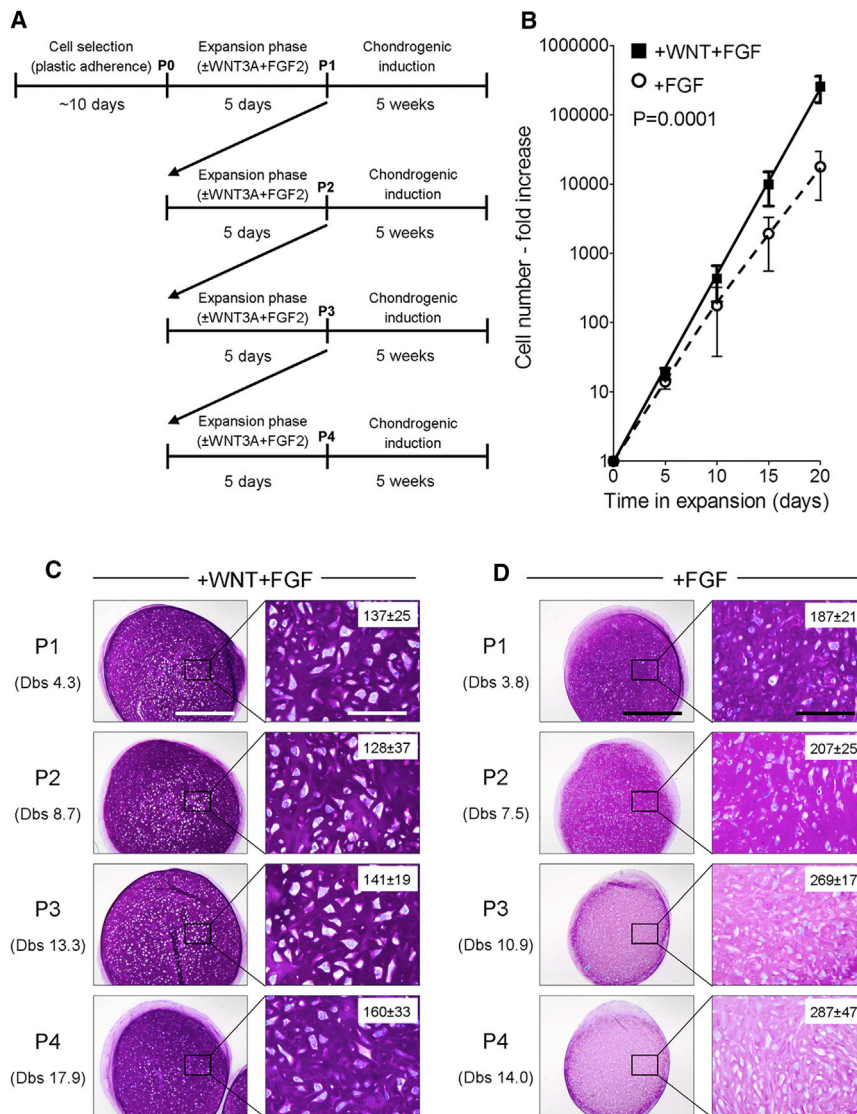 A
Cell selection
(plastic adherence)
P0
Expansion phase
(±WNT3A+FGF2)
P1
Chondrogenic
induction
~10 days
5 days
5 weeks
Expansion phase
(±WNT3A+FGF2)
P2
Chondrogenic
induction
5 days
5 weeks
Expansion phase
(±WNT3A+FGF2)
P3
Chondrogenic
induction
5 days
5 weeks
Expansion phase
(±WNT3A+FGF2)
P4
Chondrogenic
induction
5 days
5 weeks
B
Cell number - fold increase
1000000
100000
10000
1000
100
10
1
+WNT+FGF
+FGF
P=0.0001
0
5
10
15
20
Time in expansion (days)
C
+WNT+FGF
P1
(Dbs 4.3)
137±25
P2
(Dbs 8.7)
128±37
P3
(Dbs 13.3)
141±19
P4
(Dbs 17.9)
160±33
D
+FGF
P1
(Dbs 3.8)
187±21
P2
(Dbs 7.5)
207±25
P3
(Dbs 10.9)
269±17
P4
(Dbs 14.0)
287±47